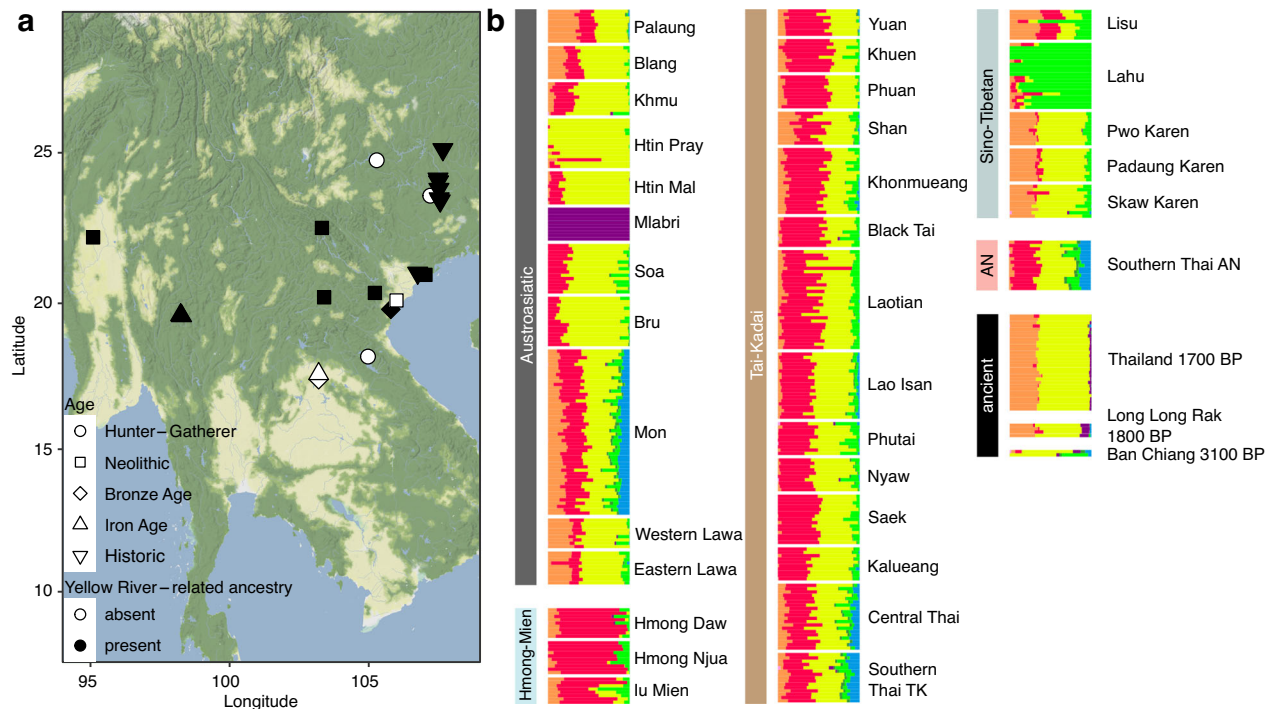 a
25
20
15
10
Latitude
95
100
105
Longitude
Age
Hunter–Gatherer
Neolithic
Bronze Age
Iron Age
Historic
Yellow River–related ancestry
absent
present
b
Austroasiatic
Palaung
Blang
Khmu
Htin Pray
Htin Mal
Mlabri
Soa
Bru
Mon
Western Lawa
Eastern Lawa
Hmong-Mien
Hmong Daw
Hmong Njua
Iu Mien
Tai-Kadai
Yuan
Khuen
Phuan
Shan
Khonmueang
Black Tai
Laotian
Lao Isan
Phutai
Nyaw
Saek
Kalueang
Central Thai
Southern
Thai TK
Sino-Tibetan
Lisu
Lahu
Pwo Karen
Padaung Karen
Skaw Karen
AN
Southern Thai AN
ancient
Thailand 1700 BP
Long Long Rak
1800 BP
Ban Chiang 3100 BP